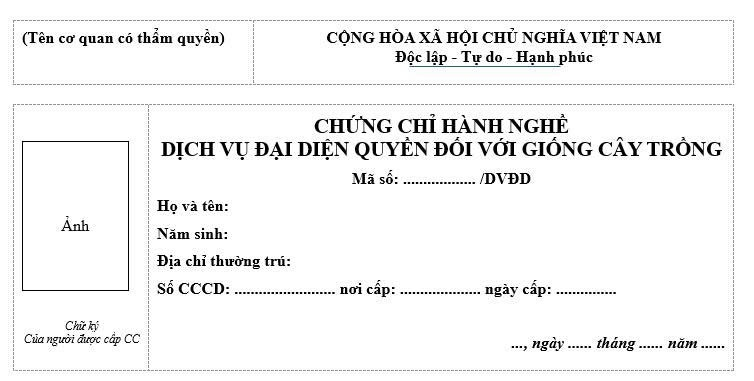 (Tên cơ quan có thẩm quyền)
CỘNG HÒA XÃ HỘI CHỦ NGHĨA VIỆT NAM
Độc lập - Tự do - Hạnh phúc
CHỨNG CHỈ HÀNH NGHỀ
DỊCH VỤ ĐẠI DIỆN QUYỀN ĐỐI VỚI GIỐNG CÂY TRỒNG
Mã số: .................. /DVĐD
Ảnh
Họ và tên:
Năm sinh:
Địa chỉ thường trú:
Số CCCD: ......................... nơi cấp: .................... ngày cấp: ...............
Chữ ký
Của người được cấp CC
..., ngày ...... tháng ...... năm ......